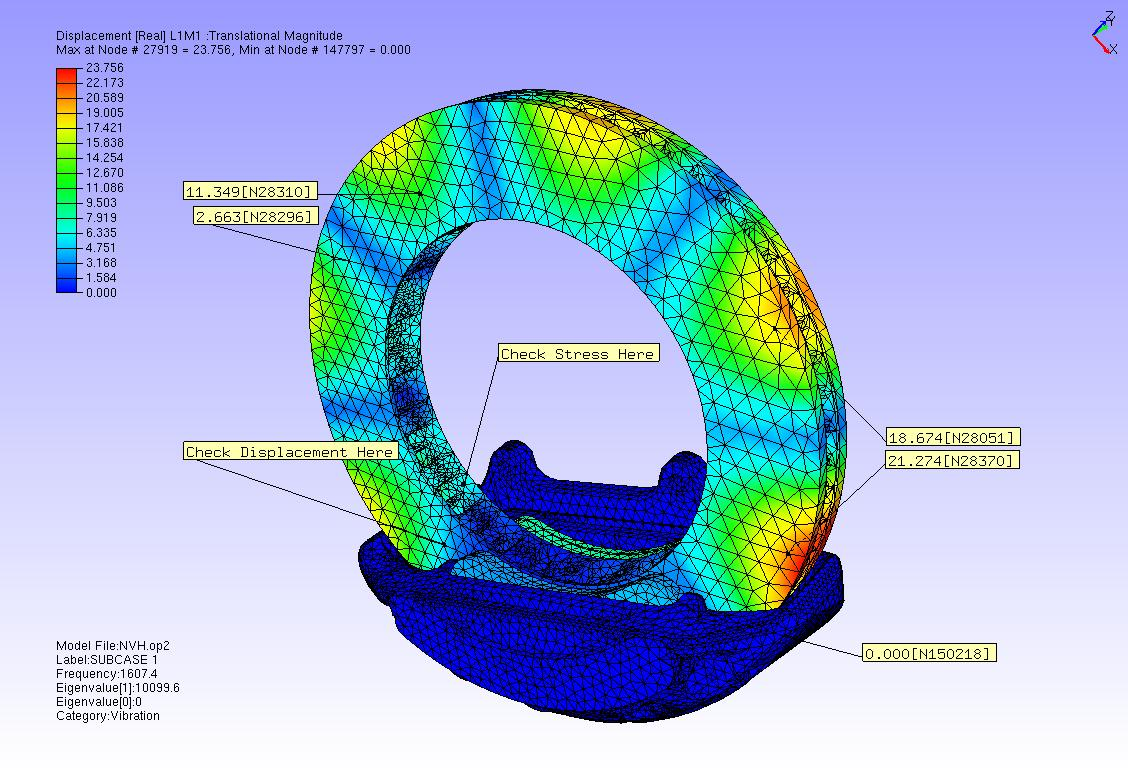 Displacement [Real] L1M1 :Translational Magnitude
Max at Node # 27919 = 23.756, Min at Node # 147797 = 0.000
23.756
22.173
20.589
19.005
17.421
15.838
14.254
12.670
11.086
9.503
7.919
6.335
4.751
3.168
1.584
0.000
Z
Y
X
11.349[N28310]
2.663[N28296]
Check Stress Here
18.674[N28051]
21.274[N28370]
Check Displacement Here
0.000[N150218]
Model File:NVH.op2
Label:SUBCASE 1
Frequency:1607.4
Eigenvalue[1]:10099.6
Eigenvalue[0]:0
Category:Vibration